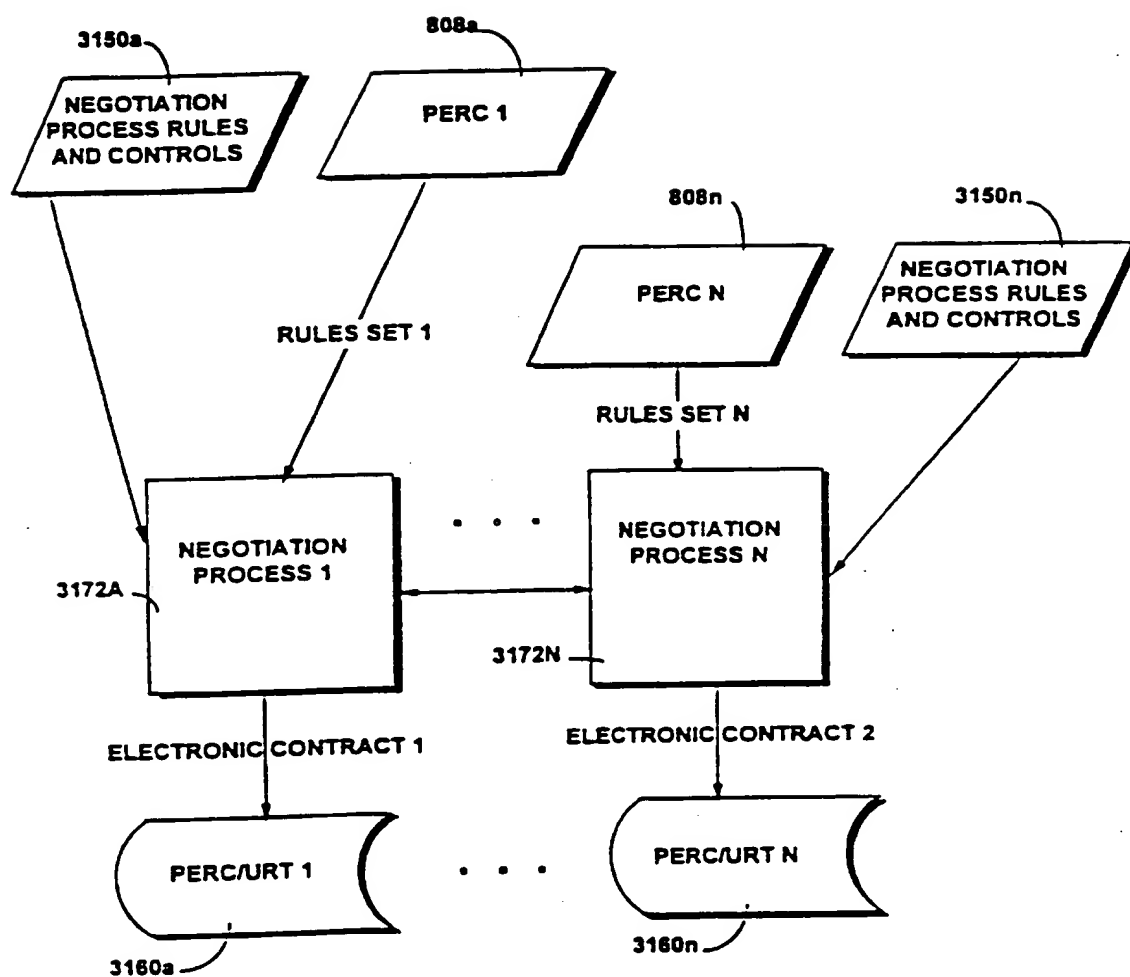 3150a
808a
NEGOTIATION
PROCESS RULES
AND CONTROLS
PERC 1
808n
3150n
PERC N
NEGOTIATION
PROCESS RULES
AND CONTROLS
RULES SET 1
RULES SET N
NEGOTIATION
PROCESS 1
. . .
NEGOTIATION
PROCESS N
3172A
3172N
ELECTRONIC CONTRACT 1
ELECTRONIC CONTRACT 2
PERC/URT 1
. . .
PERC/URT N
3160a
3160n